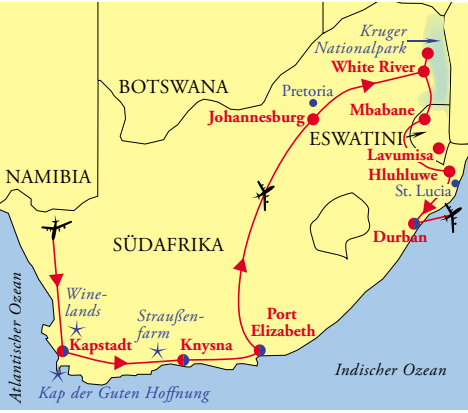 Kruger
Nationalpark
White River
BOTSWANA
Pretoria
Mbabane
Johannesburg
ESWATINI
Lavumisa
Hluhluwe
NAMIBIA
St. Lucia
Durban
SÜDAFRIKA
Atlantischer Ozean
Wine-
lands
Straußen-
farm
Port
Elizabeth
Kapstadt
Knysna
Indischer Ozean
Kap der Guten Hoffnung